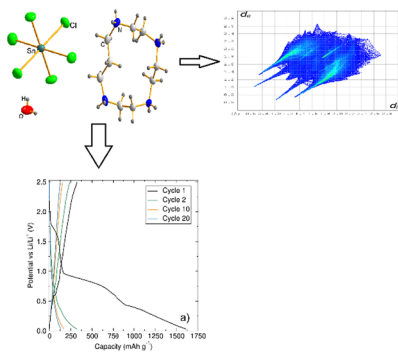 Cl
N
C
Sn
H
O
de
di
Cycle 1
Cycle 2
Cycle 10
Cycle 20
a)
Potential vs Li/Li+ (V)
2.5
2.0
1.5
1.0
0.5
0.0
0 250 500 750 1000 1250 1500 1750
Capacity (mAh g⁻¹)